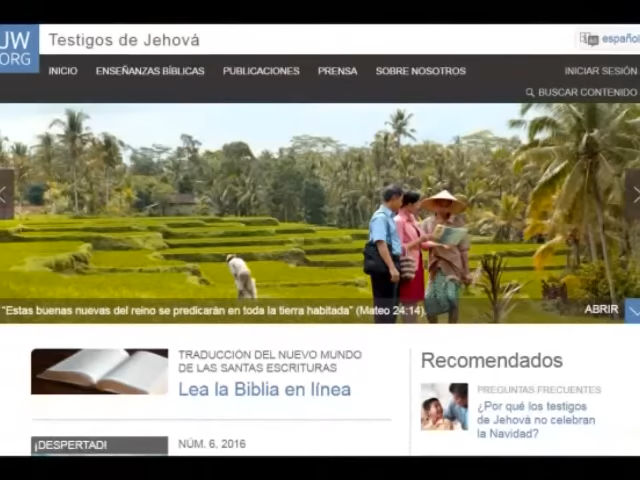 JW
.ORG
Testigos de Jehová
español
INICIO ENSEÑANZAS BÍBLICAS PUBLICACIONES PRENSA SOBRE NOSOTROS
INICIAR SESIÓN
BUSCAR CONTENIDO
"Estas buenas nuevas del reino se predicarán en toda la tierra habitada" (Mateo 24:14).
ABRIR
TRADUCCIÓN DEL NUEVO MUNDO
DE LAS SANTAS ESCRITURAS
Lea la Biblia en línea
¡DESPERTAD!
NÚM. 6, 2016
Recomendados
PREGUNTAS FRECUENTES
¿Por qué los testigos
de Jehová no celebran
la Navidad?